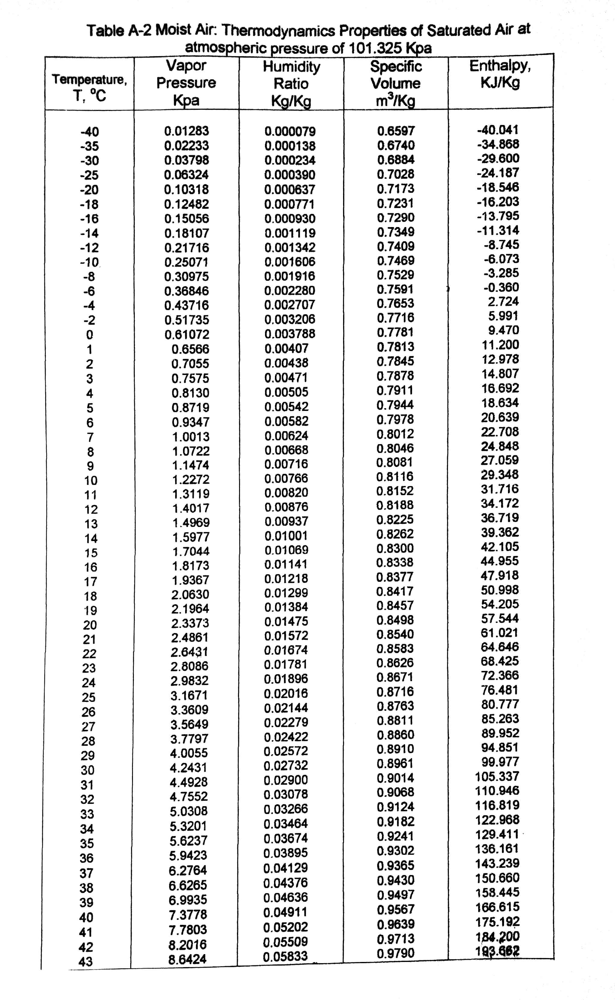 Table A-2 Moist Air: Thermodynamics Properties of Saturated Air at
atmospheric pressure of 101.325 Kpa
Temperature, T, °C Vapor Pressure Kpa Humidity Ratio Kg/Kg Specific Volume m³/Kg Enthalpy, KJ/Kg
-40 0.01283 0.000079 0.6597 -40.041
-35 0.02233 0.000138 0.6740 -34.868
-30 0.03798 0.000234 0.6884 -29.600
-25 0.06324 0.000390 0.7028 -24.187
-20 0.10318 0.000637 0.7173 -18.546
-18 0.12482 0.000771 0.7231 -16.203
-16 0.15056 0.000930 0.7290 -13.795
-14 0.18107 0.001119 0.7349 -11.314
-12 0.21716 0.001342 0.7409 -8.745
-10 0.25071 0.001606 0.7469 -6.073
-8 0.30975 0.001916 0.7529 -3.285
-6 0.36846 0.002280 0.7591 -0.360
-4 0.43716 0.002707 0.7653 2.724
-2 0.51735 0.003206 0.7716 5.991
0 0.61072 0.003788 0.7781 9.470
1 0.6566 0.00407 0.7813 11.200
2 0.7055 0.00438 0.7845 12.978
3 0.7575 0.00471 0.7878 14.807
4 0.8130 0.00505 0.7911 16.692
5 0.8719 0.00542 0.7944 18.634
6 0.9347 0.00582 0.7978 20.639
7 1.0013 0.00624 0.8012 22.708
8 1.0722 0.00668 0.8046 24.848
9 1.1474 0.00716 0.8081 27.059
10 1.2272 0.00766 0.8116 29.348
11 1.3119 0.00820 0.8152 31.716
12 1.4017 0.00876 0.8188 34.172
13 1.4969 0.00937 0.8225 36.719
14 1.5977 0.01001 0.8262 39.362
15 1.7044 0.01069 0.8300 42.105
16 1.8173 0.01141 0.8338 44.955
17 1.9367 0.01218 0.8377 47.918
18 2.0630 0.01299 0.8417 50.998
19 2.1964 0.01384 0.8457 54.205
20 2.3373 0.01475 0.8498 57.544
21 2.4861 0.01572 0.8540 61.021
22 2.6431 0.01674 0.8583 64.646
23 2.8086 0.01781 0.8626 68.425
24 2.9832 0.01896 0.8671 72.366
25 3.1671 0.02016 0.8716 76.481
26 3.3609 0.02144 0.8763 80.777
27 3.5649 0.02279 0.8811 85.263
28 3.7797 0.02422 0.8860 89.952
29 4.0055 0.02572 0.8910 94.851
30 4.2431 0.02732 0.8961 99.977
31 4.4928 0.02900 0.9014 105.337
32 4.7552 0.03078 0.9068 110.946
33 5.0308 0.03266 0.9124 116.819
34 5.3201 0.03464 0.9182 122.968
35 5.6237 0.03674 0.9241 129.411
36 5.9423 0.03895 0.9302 136.161
37 6.2764 0.04129 0.9365 143.239
38 6.6265 0.04376 0.9430 150.660
39 6.9935 0.04636 0.9497 158.445
40 7.3778 0.04911 0.9567 166.615
41 7.7803 0.05202 0.9639 175.192
42 8.2016 0.05509 0.9713 184.200
43 8.6424 0.05833 0.9790 193.662